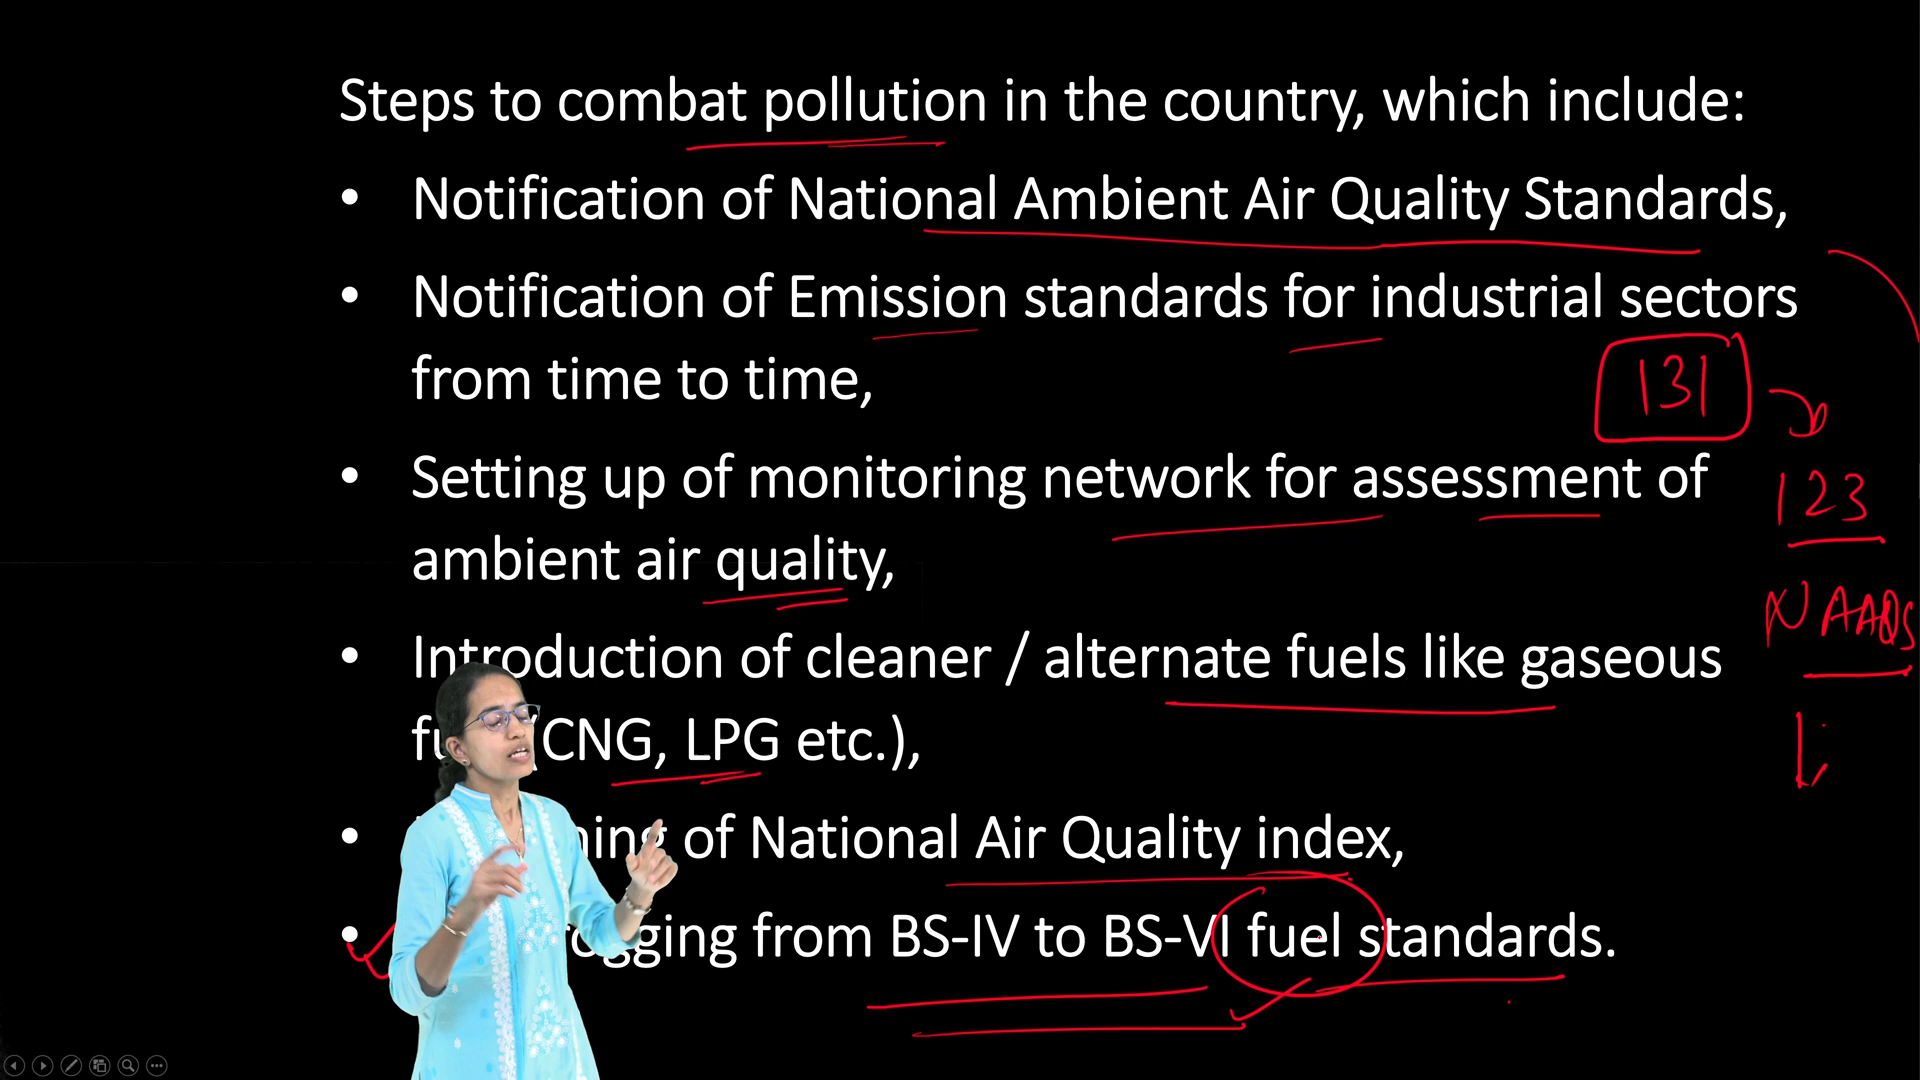 Steps to combat pollution in the country, which include:
• Notification of National Ambient Air Quality Standards,
• Notification of Emission standards for industrial sectors
from time to time,
131
• Setting up of monitoring network for assessment of
123
ambient air quality,
NAAQS
• Introduction of cleaner / alternate fuels like gaseous
(CNG, LPG etc.),
• of National Air Quality index,
• from BS-IV to BS-VI fuel standards.